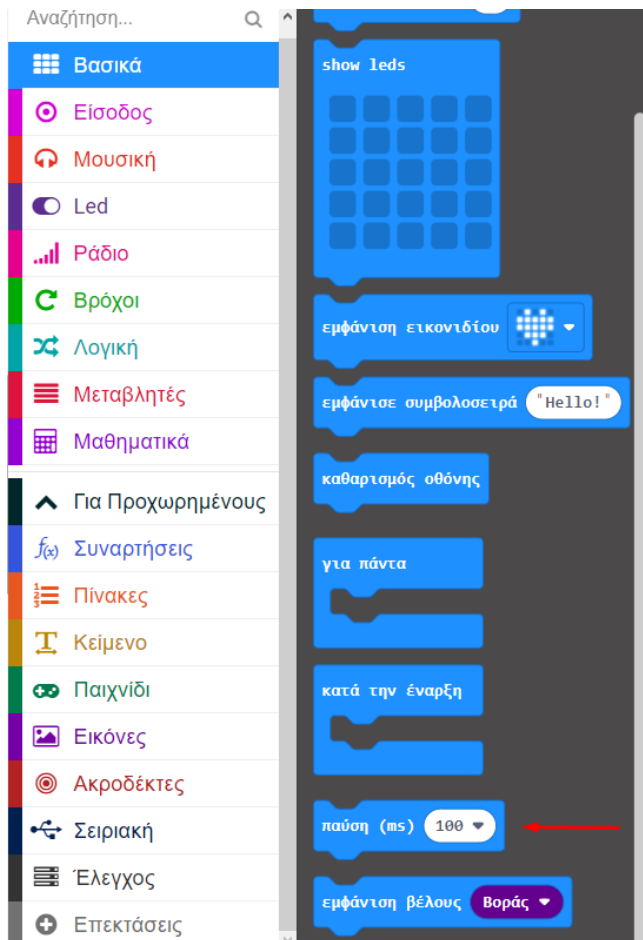 Αναζήτηση...
Βασικά
Είσοδος
Μουσική
Led
Ράδιο
Βρόχοι
Λογική
Μεταβλητές
Μαθηματικά
Για Προχωρημένους
f(x) Συναρτήσεις
Πίνακες
Κείμενο
Παιχνίδι
Εικόνες
Ακροδέκτες
Σειριακή
Έλεγχος
Επεκτάσεις
show leds
εμφάνιση εικονιδίου
εμφάνισε συμβολοσειρά "Hello!"
καθαρισμός οθόνης
για πάντα
κατά την έναρξη
παύση (ms) 100
εμφάνιση βέλους Βοράς